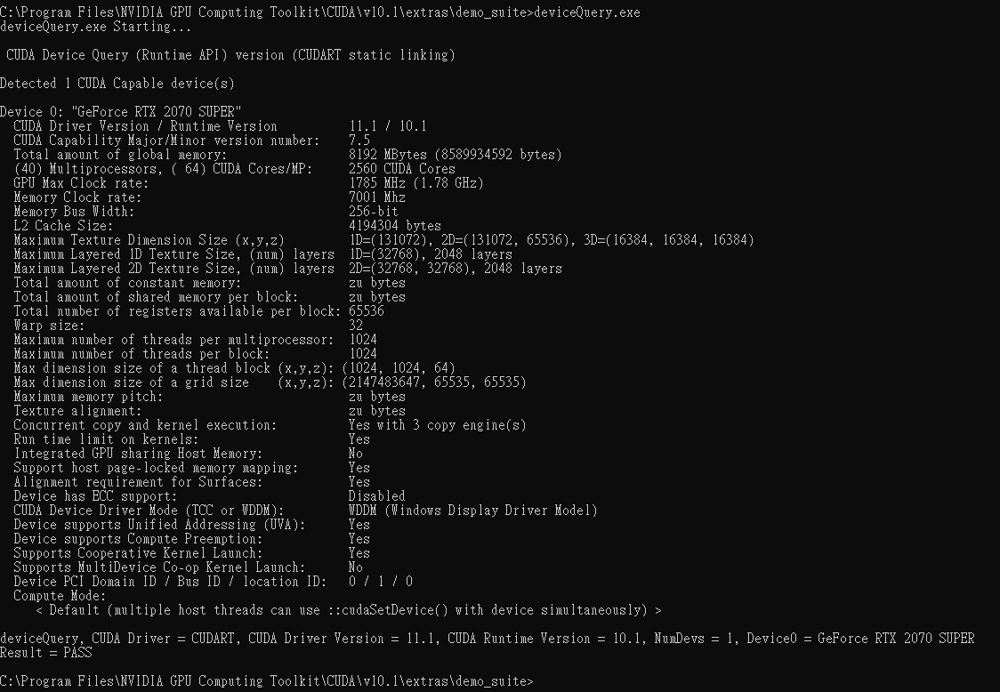 C:\Program Files\NVIDIA GPU Computing Toolkit\CUDA\v10.1\extras\demo_suite>deviceQuery.exe
deviceQuery.exe Starting...
CUDA Device Query (Runtime API) version (CUDART static linking)
Detected 1 CUDA Capable device(s)
Device 0: "GeForce RTX 2070 SUPER"
CUDA Driver Version / Runtime Version 11.1 / 10.1
CUDA Capability Major/Minor version number: 7.5
Total amount of global memory: 8192 MBytes (8589934592 bytes)
(40) Multiprocessors, ( 64) CUDA Cores/MP: 2560 CUDA Cores
GPU Max Clock rate: 1785 MHz (1.78 GHz)
Memory Clock rate: 7001 Mhz
Memory Bus Width: 256-bit
L2 Cache Size: 4194304 bytes
Maximum Texture Dimension Size (x,y,z) 1D=(131072), 2D=(131072, 65536), 3D=(16384, 16384, 16384)
Maximum Layered 1D Texture Size, (num) layers 1D=(32768), 2048 layers
Maximum Layered 2D Texture Size, (num) layers 2D=(32768, 32768), 2048 layers
Total amount of constant memory: zu bytes
Total amount of shared memory per block: zu bytes
Total number of registers available per block: 65536
Warp size: 32
Maximum number of threads per multiprocessor: 1024
Maximum number of threads per block: 1024
Max dimension size of a thread block (x,y,z): (1024, 1024, 64)
Max dimension size of a grid size (x,y,z): (2147483647, 65535, 65535)
Maximum memory pitch: zu bytes
Texture alignment: zu bytes
Concurrent copy and kernel execution: Yes with 3 copy engine(s)
Run time limit on kernels: Yes
Integrated GPU sharing Host Memory: No
Support host page-locked memory mapping: Yes
Alignment requirement for Surfaces: Yes
Device has ECC support: Disabled
CUDA Device Driver Mode (TCC or WDDM): WDDM (Windows Display Driver Model)
Device supports Unified Addressing (UVA): Yes
Device supports Compute Preemption: Yes
Supports Cooperative Kernel Launch: Yes
Supports MultiDevice Co-op Kernel Launch: No
Device PCI Domain ID / Bus ID / location ID: 0 / 1 / 0
Compute Mode:
< Default (multiple host threads can use ::cudaSetDevice() with device simultaneously) >
deviceQuery, CUDA Driver = CUDART, CUDA Driver Version = 11.1, CUDA Runtime Version = 10.1, NumDevs = 1, Device0 = GeForce RTX 2070 SUPER
Result = PASS
C:\Program Files\NVIDIA GPU Computing Toolkit\CUDA\v10.1\extras\demo_suite>